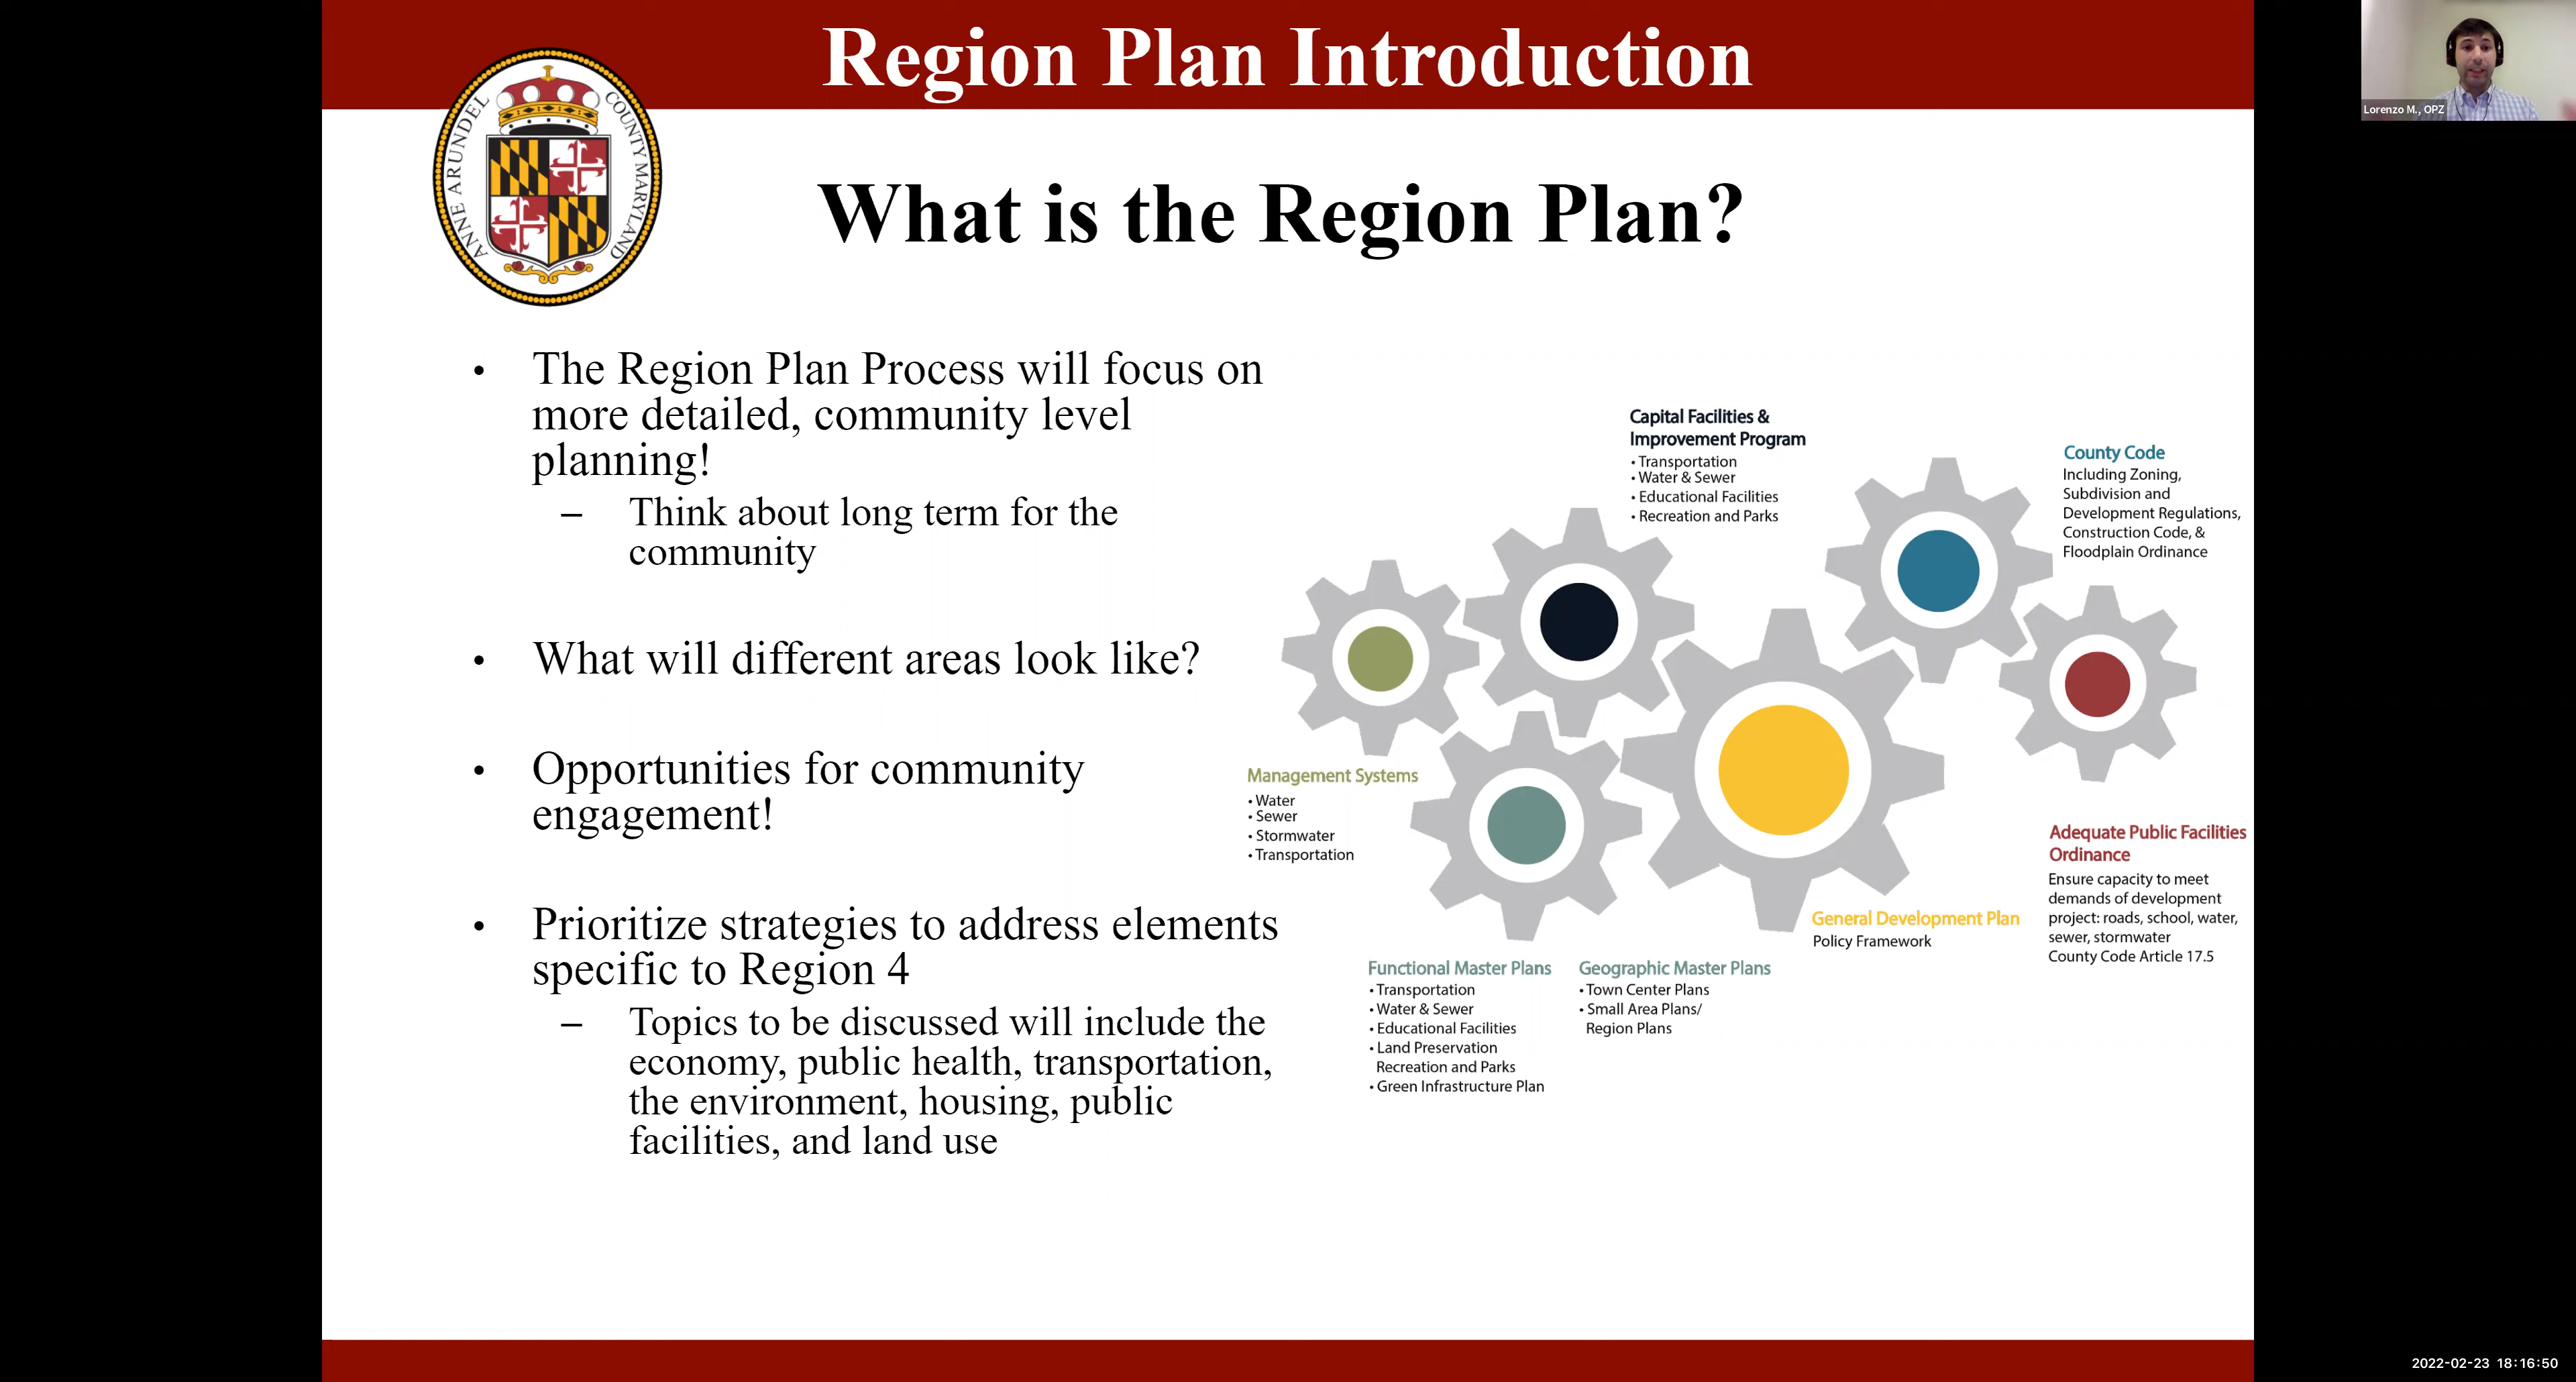 Region Plan Introduction
Lorenzo M., OPZ
ANNE ARUNDEL COUNTY MARYLAND
What is the Region Plan?
• The Region Plan Process will focus on
more detailed, community level
planning!
– Think about long term for the
community
• What will different areas look like?
• Opportunities for community
engagement!
• Prioritize strategies to address elements
specific to Region 4
– Topics to be discussed will include the
economy, public health, transportation,
the environment, housing, public
facilities, and land use
Capital Facilities &
Improvement Program
• Transportation
• Water & Sewer
• Educational Facilities
• Recreation and Parks
County Code
Including Zoning,
Subdivision and
Development Regulations,
Construction Code, &
Floodplain Ordinance
Management Systems
• Water
• Sewer
• Stormwater
• Transportation
Adequate Public Facilities
Ordinance
Ensure capacity to meet
demands of development
project: roads, school, water,
sewer, stormwater
County Code Article 17.5
General Development Plan
Policy Framework
Functional Master Plans
• Transportation
• Water & Sewer
• Educational Facilities
• Land Preservation
Recreation and Parks
• Green Infrastructure Plan
Geographic Master Plans
• Town Center Plans
• Small Area Plans/
Region Plans
2022-02-23 18:16:50